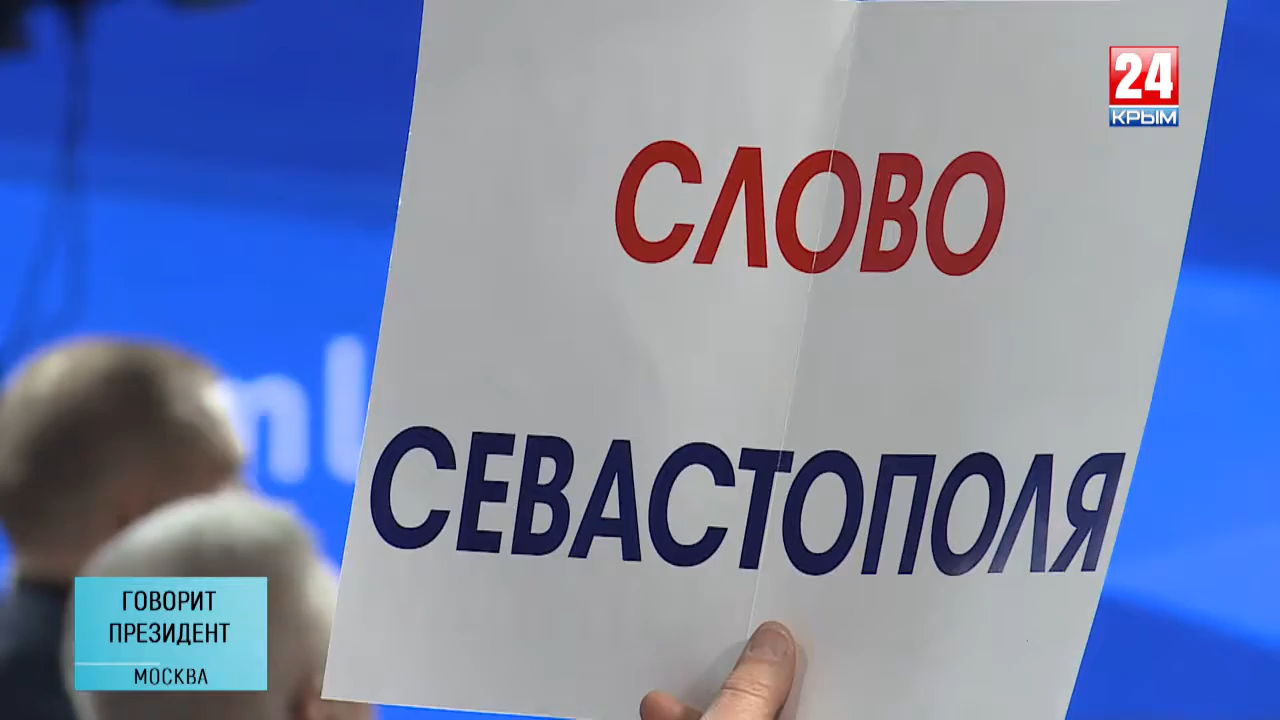 24
КРЫМ
СЛОВО
СЕВАСТОПОЛЯ
ГОВОРИТ
ПРЕЗИДЕНТ
МОСКВА